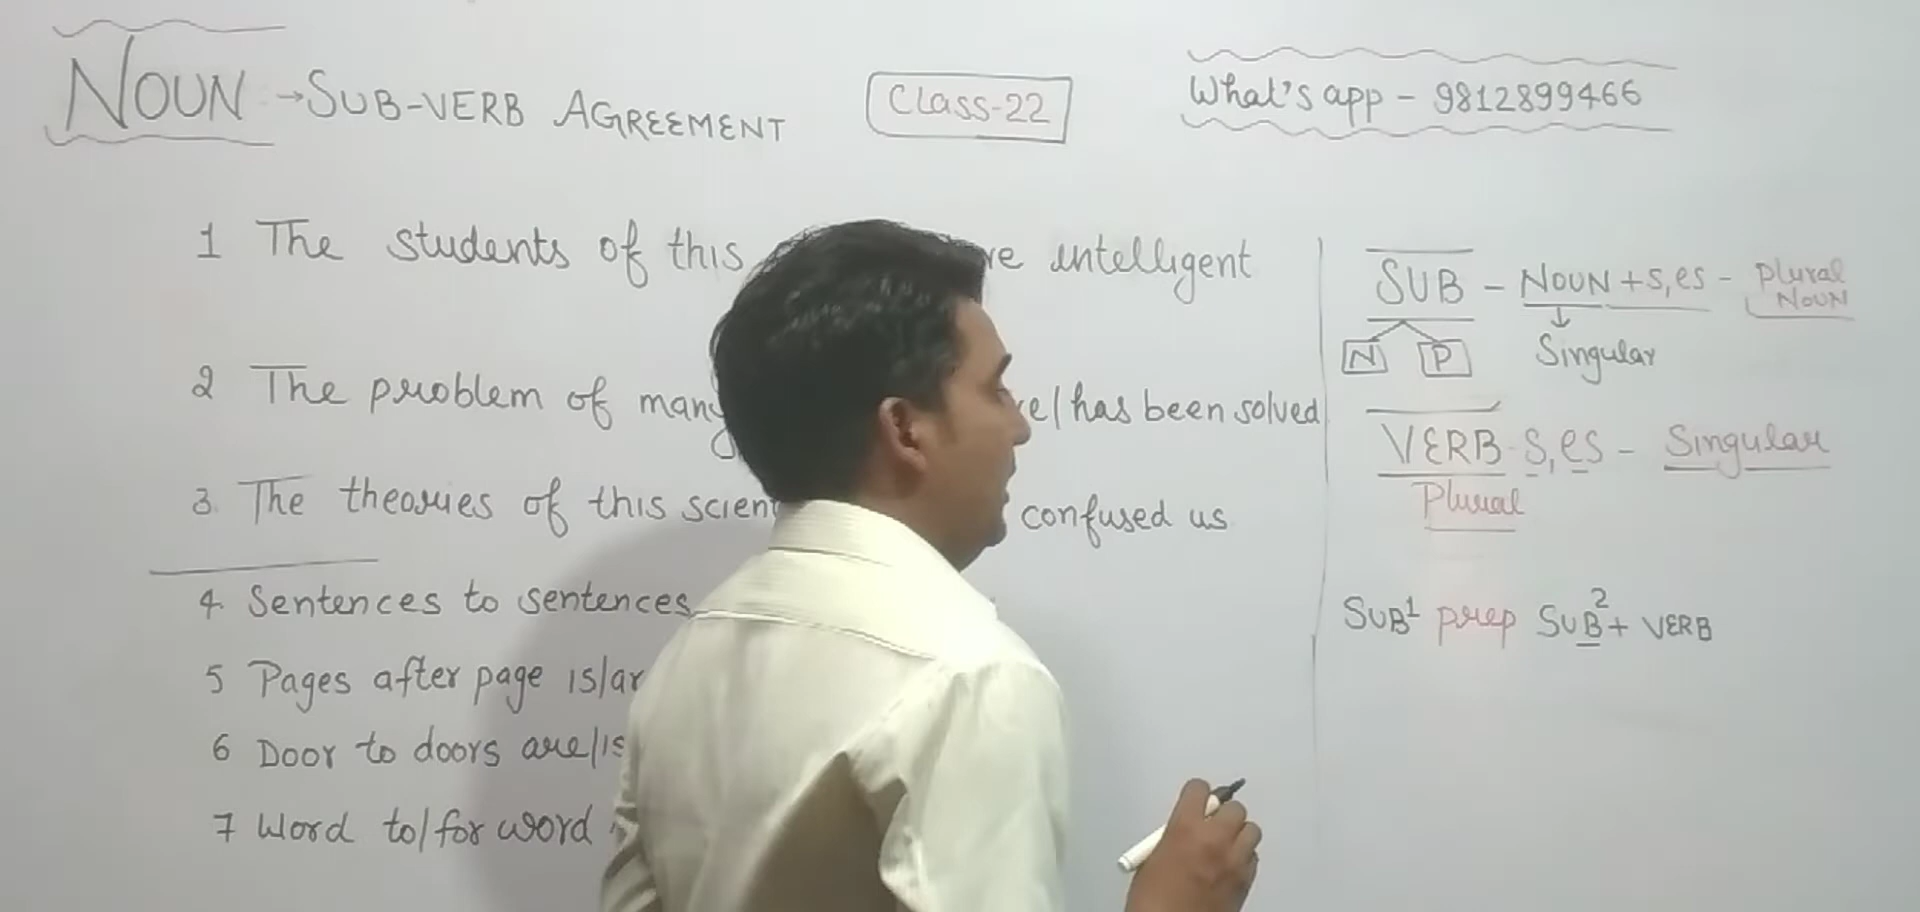 NOUN → SUB-VERB AGREEMENT
Class-22
What's app - 9812899466
1 The students of this intelligent
2 The problem of many has been solved
3. The theories of this confused us
4. Sentences to sentences
5 Pages after page is/
6 Door to doors are/is
7 Word to/for word
SUB - NOUN + S, es - plural NOUN
N P Singular
VERB S, es - Singular
Plural
SUB¹ prep SUB² + VERB